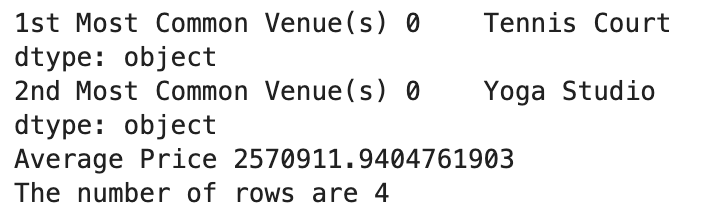 1st Most Common Venue(s) 0    Tennis Court
dtype: object
2nd Most Common Venue(s) 0    Yoga Studio
dtype: object
Average Price 2570911.9404761903
The number of rows are 4